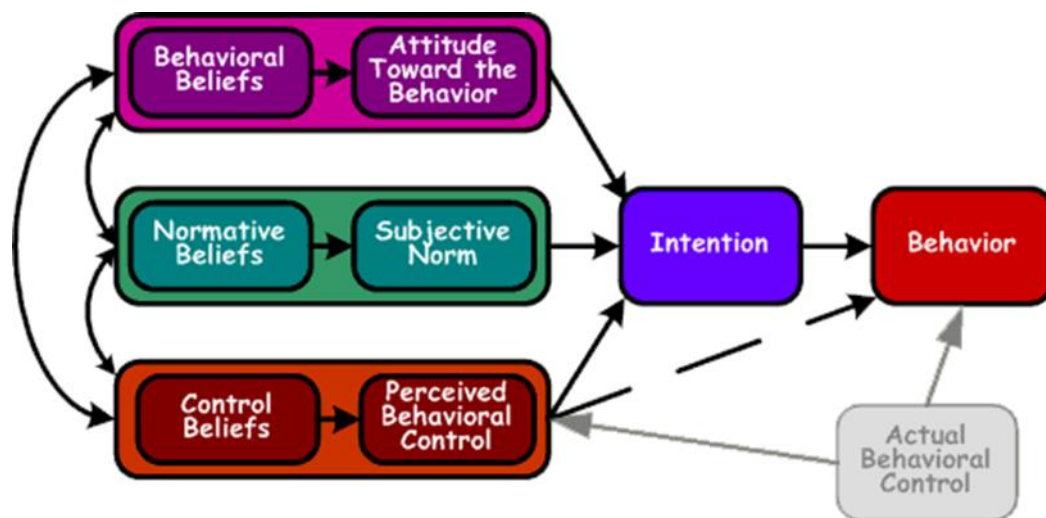 Behavioral
Beliefs
Attitude
Toward the
Behavior
Normative
Beliefs
Subjective
Norm
Intention
Behavior
Control
Beliefs
Perceived
Behavioral
Control
Actual
Behavioral
Control